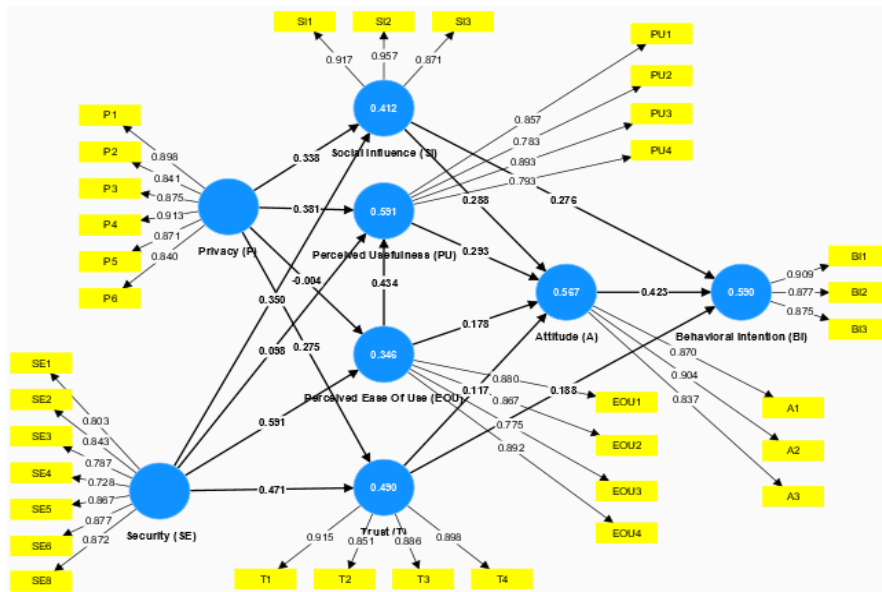 SI1
SI2
SI3
0.917
0.957
0.871
0.412
Social Influence (SI)
PU1
PU2
PU3
PU4
0.857
0.783
0.893
0.793
P1
P2
P3
P4
P5
P6
0.898
0.841
0.875
0.913
0.871
0.840
Privacy (P)
0.338
0.381
-0.004
0.275
0.591
Perceived Usefulness (PU)
0.434
0.288
0.276
0.293
0.567
Attitude (A)
0.423
0.590
Behavioral Intention (BI)
0.909
0.877
0.875
BI1
BI2
BI3
0.350
0.098
0.591
0.471
0.346
Perceived Ease Of Use (EOU)
0.178
0.117
0.188
0.880
0.867
0.775
0.892
EOU1
EOU2
EOU3
EOU4
0.870
0.904
0.837
A1
A2
A3
SE1
SE2
SE3
SE4
SE5
SE6
SE8
0.803
0.843
0.787
0.728
0.867
0.877
0.872
Security (SE)
0.490
Trust (T)
0.915
0.851
0.886
0.898
T1
T2
T3
T4